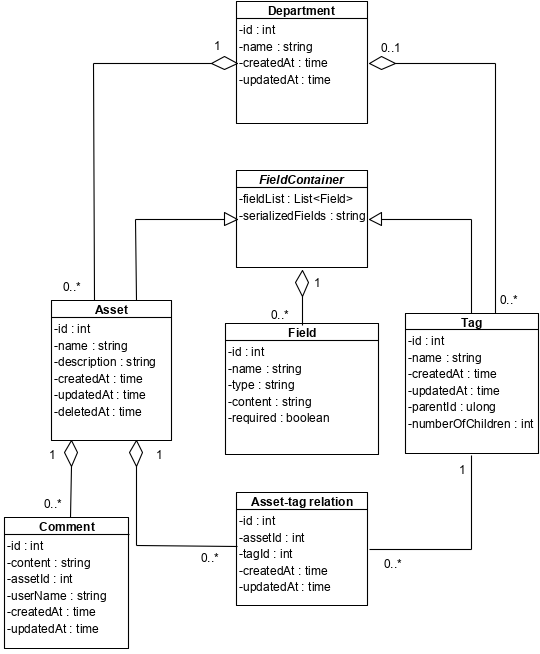 Department
-id : int
-name : string
-createdAt : time
-updatedAt : time
1
0..1
FieldContainer
-fieldList : List<Field>
-serializedFields : string
1
0..*
0..*
0..*
Asset
-id : int
-name : string
-description : string
-createdAt : time
-updatedAt : time
-deletedAt : time
Field
-id : int
-name : string
-type : string
-content : string
-required : boolean
Tag
-id : int
-name : string
-createdAt : time
-updatedAt : time
-parentId : ulong
-numberOfChildren : int
1
1
1
0..*
0..*
0..*
Asset-tag relation
-id : int
-assetId : int
-tagId : int
-createdAt : time
-updatedAt : time
Comment
-id : int
-content : string
-assetId : int
-userName : string
-createdAt : time
-updatedAt : time